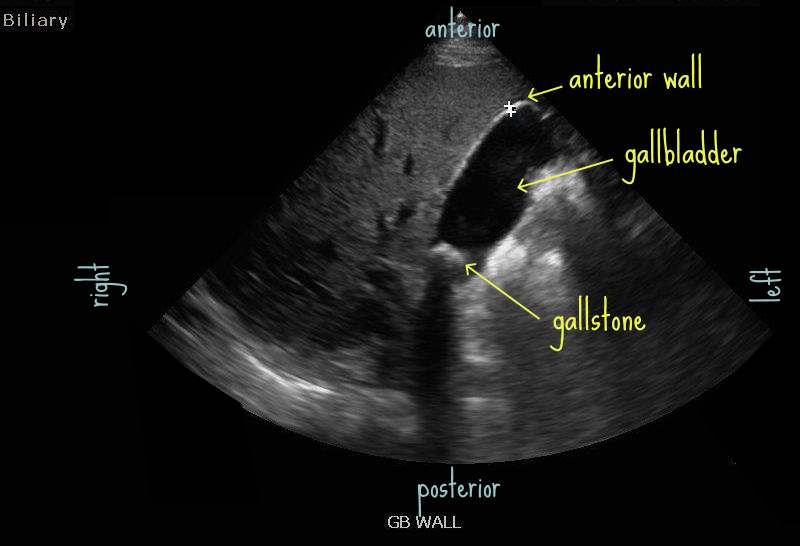 Biliary
anterior
anterior wall
gallbladder
right
left
gallstone
posterior
GB WALL